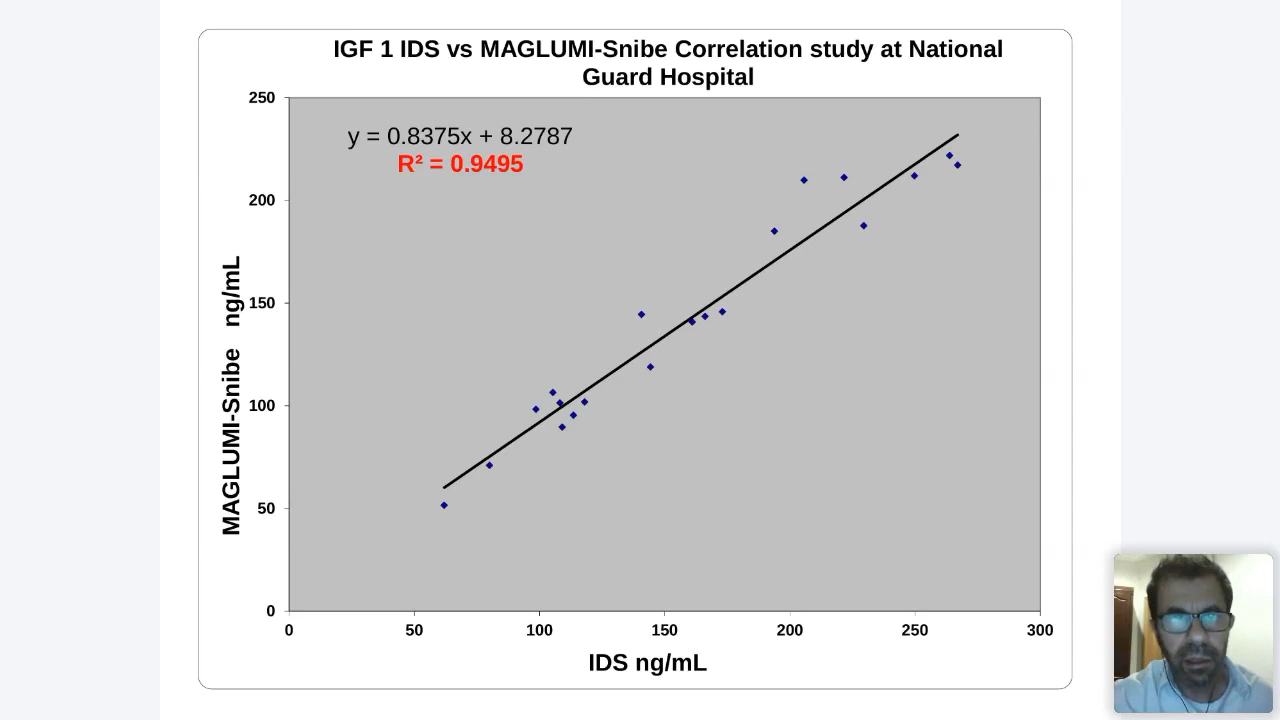 IGF 1 IDS vs MAGLUMI-Snibe Correlation study at National
Guard Hospital
y = 0.8375x + 8.2787
R² = 0.9495
MAGLUMI-Snibe ng/mL
250
200
150
100
50
0
0 50 100 150 200 250 300
IDS ng/mL